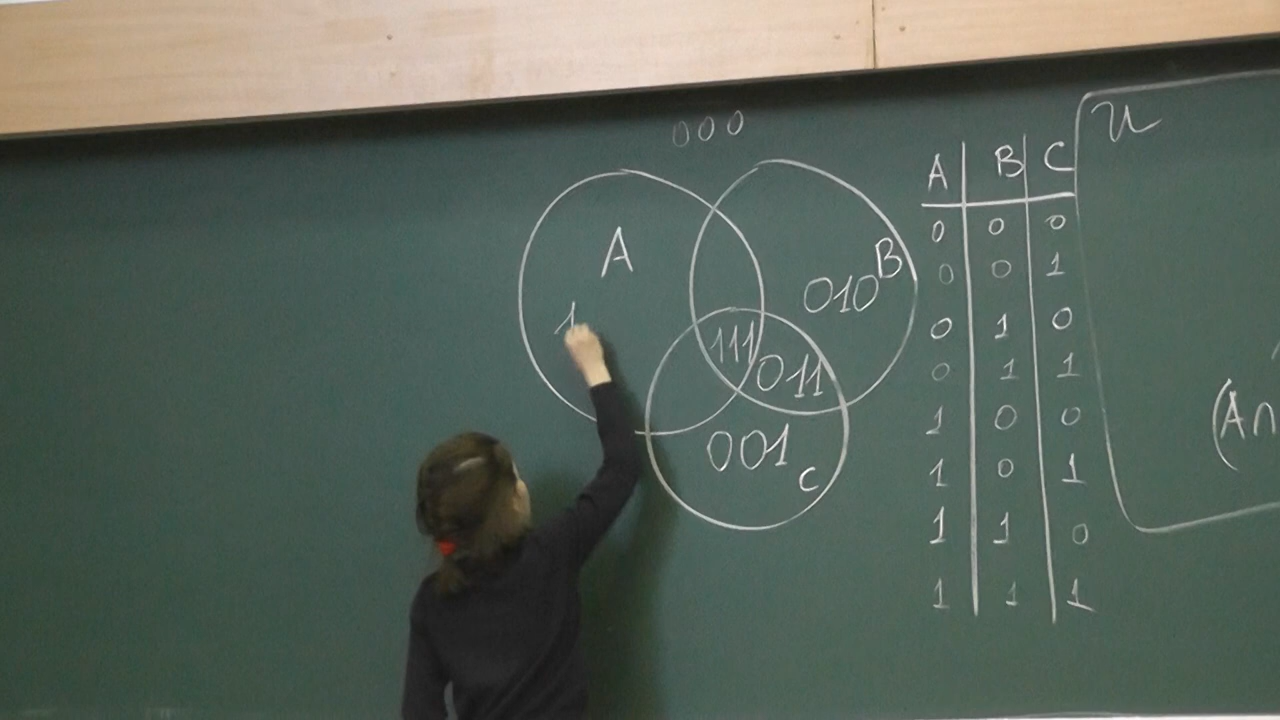 000
A
B
010
1
111
011
001
C
A B C
0 0 0
0 0 1
0 1 0
0 1 1
1 0 0
1 0 1
1 1 0
1 1 1
U
(A∩